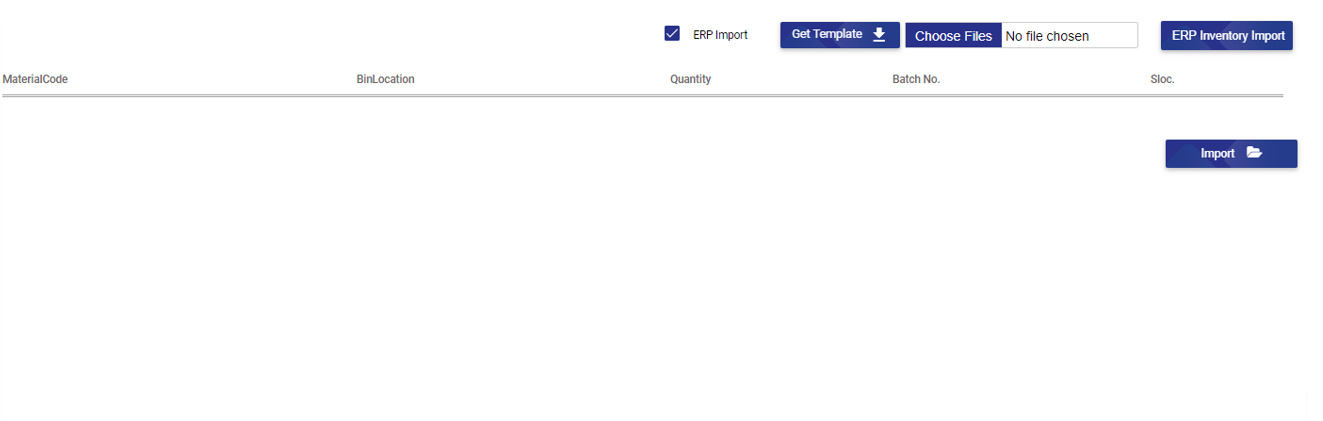 ERP Import Get Template Choose Files No file chosen ERP Inventory Import
MaterialCode BinLocation Quantity Batch No. Sloc.
Import